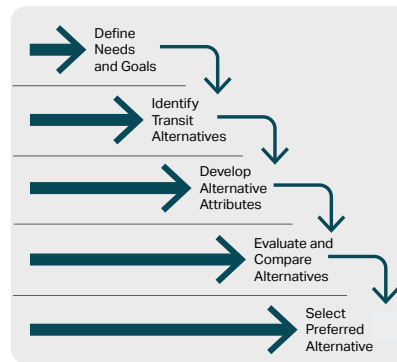 Define
Needs
and Goals
Identify
Transit
Alternatives
Develop
Alternative
Attributes
Evaluate and
Compare
Alternatives
Select
Preferred
Alternative